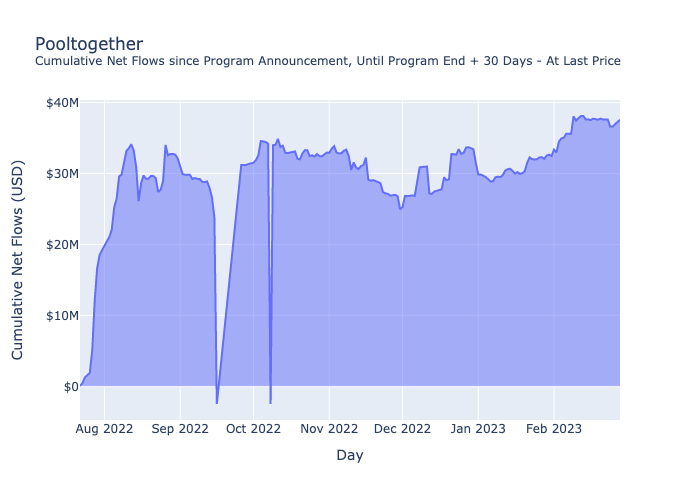 Pooltogether
Cumulative Net Flows since Program Announcement, Until Program End + 30 Days - At Last Price
Cumulative Net Flows (USD)
$40M
$30M
$20M
$10M
$0
Aug 2022 Sep 2022 Oct 2022 Nov 2022 Dec 2022 Jan 2023 Feb 2023
Day